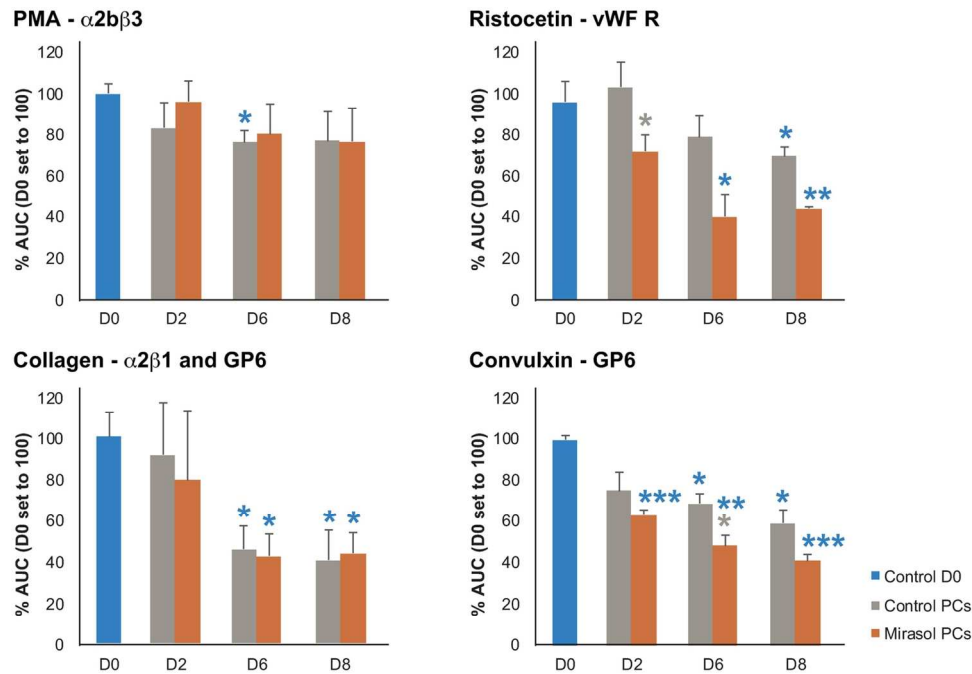 PMA - α2bβ3
% AUC (D0 set to 100)
120
100
80
60
40
20
0
D0 D2 D6 D8
*
Ristocetin - vWF R
% AUC (D0 set to 100)
120
100
80
60
40
20
0
D0 D2 D6 D8
*
*
*
**
Collagen - α2β1 and GP6
% AUC (D0 set to 100)
120
100
80
60
40
20
0
D0 D2 D6 D8
* * * *
Convulxin - GP6
% AUC (D0 set to 100)
120
100
80
60
40
20
0
D0 D2 D6 D8
***
*
**
*
*
***
Control D0
Control PCs
Mirasol PCs